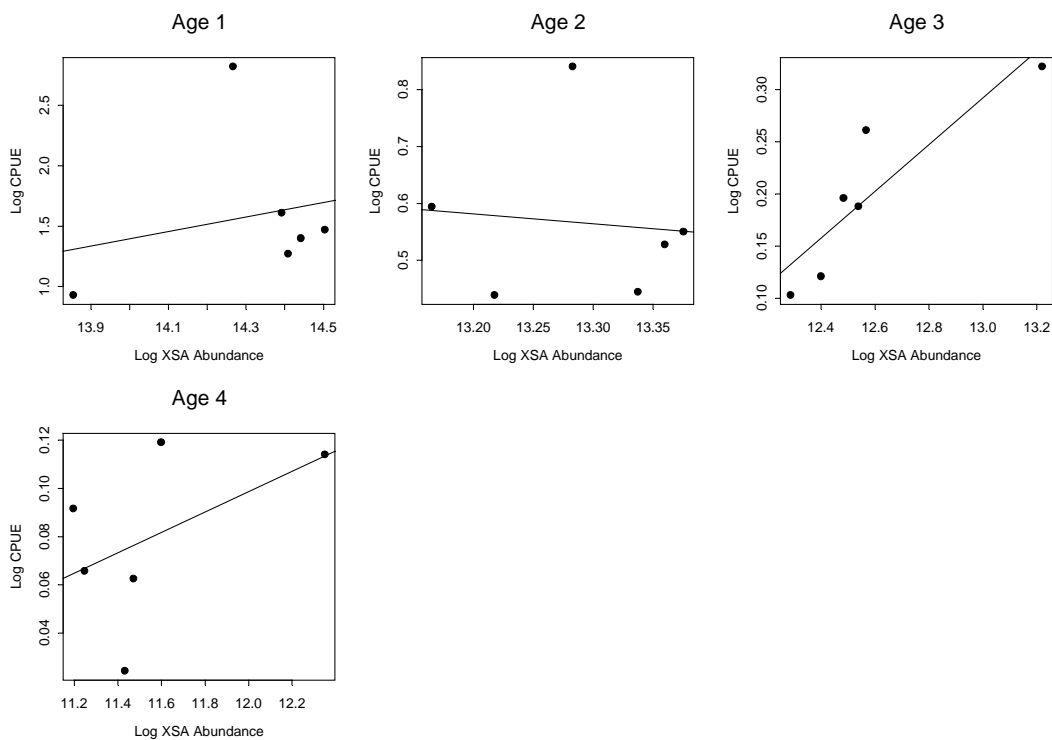 Age 1
Log CPUE
1.0 1.5 2.0 2.5
13.9 14.1 14.3 14.5
Log XSA Abundance
Age 2
Log CPUE
0.5 0.6 0.7 0.8
13.20 13.25 13.30 13.35
Log XSA Abundance
Age 3
Log CPUE
0.10 0.15 0.20 0.25 0.30
12.4 12.6 12.8 13.0 13.2
Log XSA Abundance
Age 4
Log CPUE
0.04 0.06 0.08 0.10 0.12
11.2 11.4 11.6 11.8 12.0 12.2
Log XSA Abundance